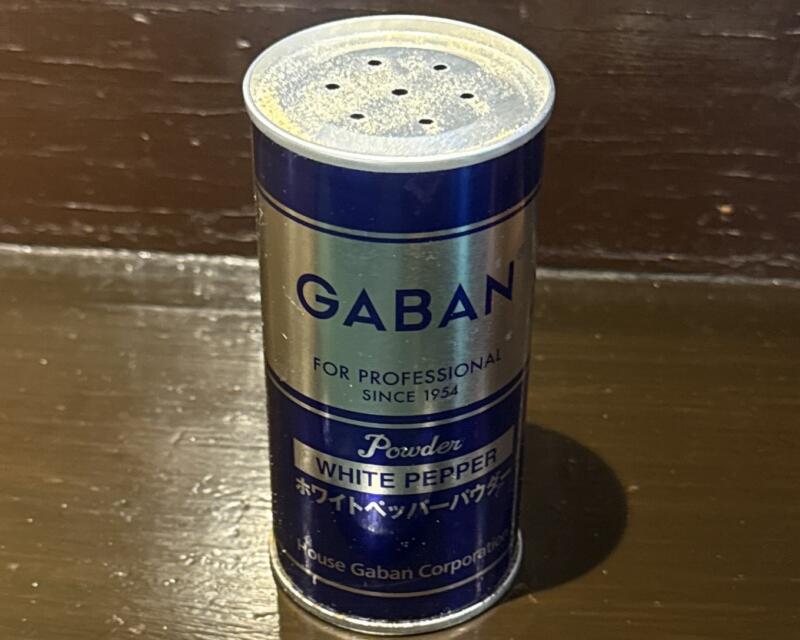 GABAN
FOR PROFESSIONAL
SINCE 1954
Powder
WHITE PEPPER
ホワイトペッパーパウダー
House Gaban Corporation